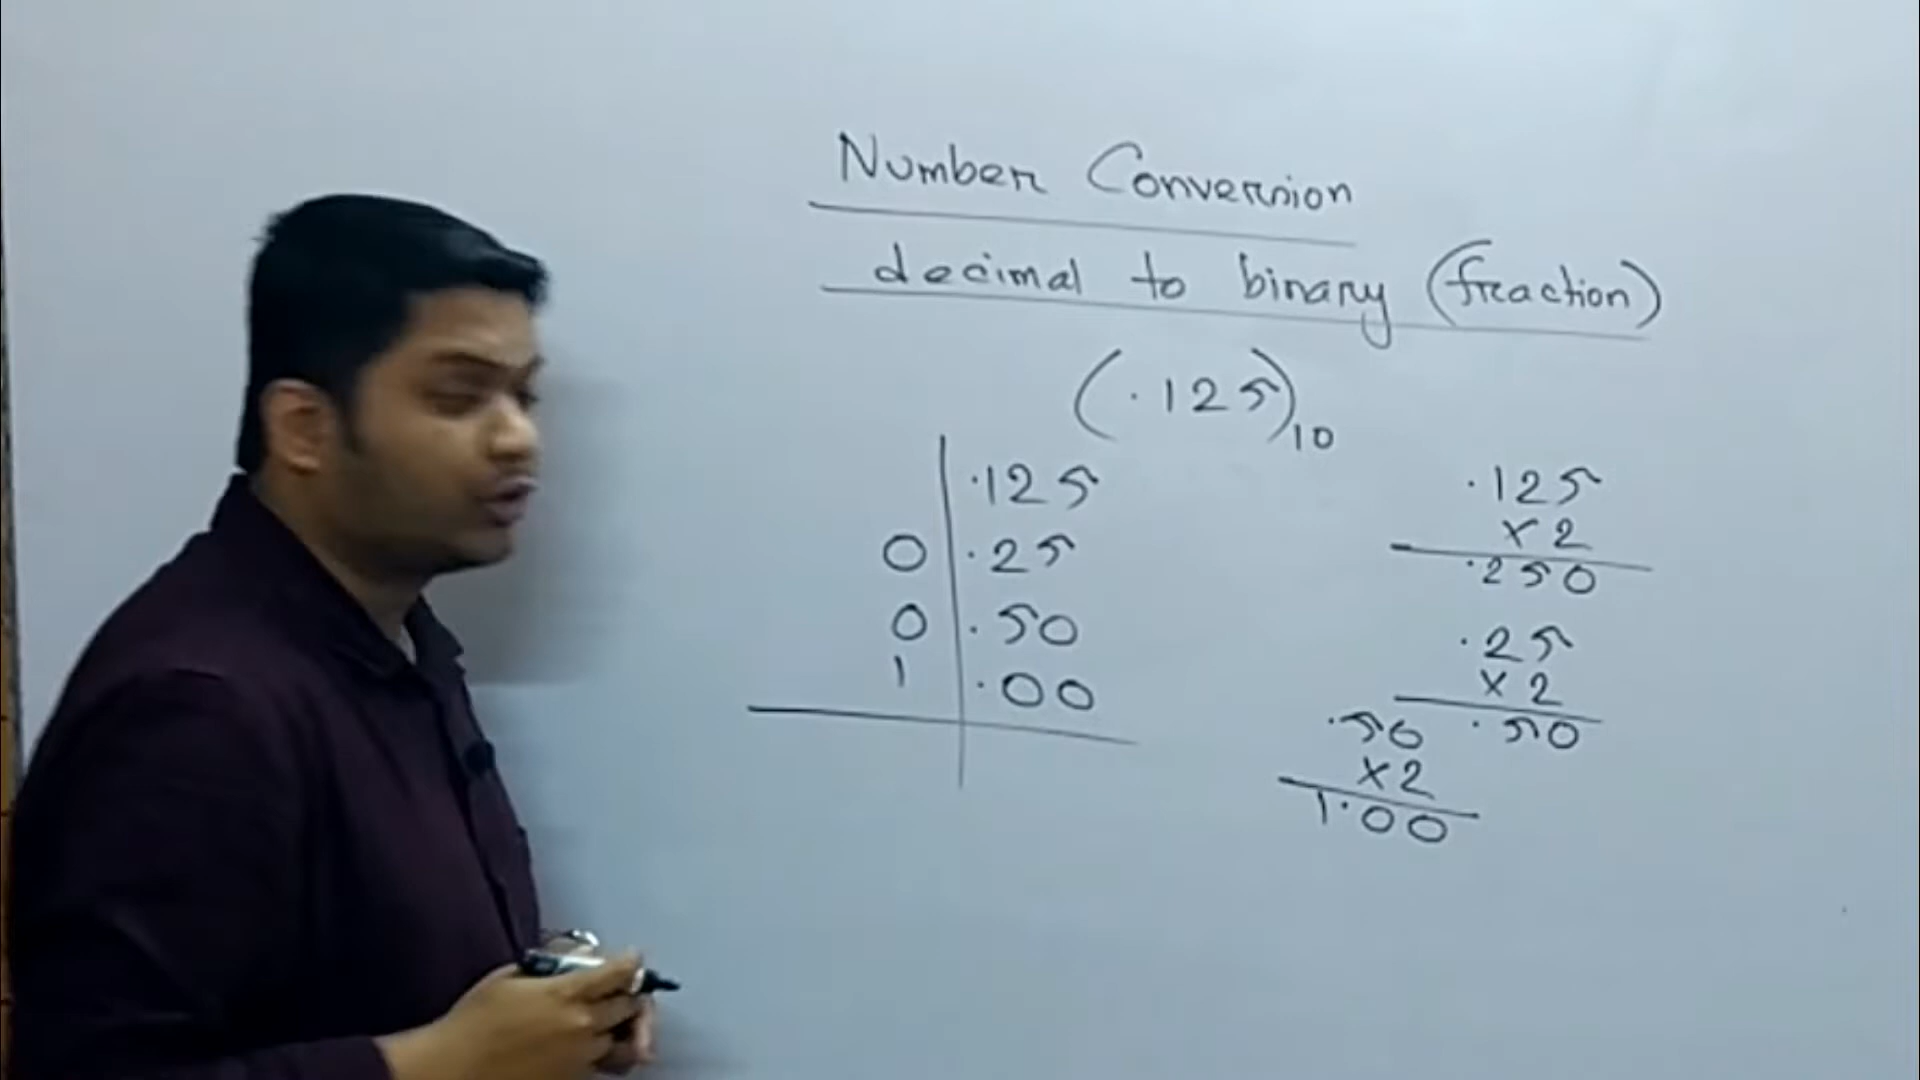 Number Conversion
decimal to binary (fraction)
(.125)10
.125
0 .25
0 .50
1 .00
.125
x2
.250
.25
x2
.50
.50
x2
1.00